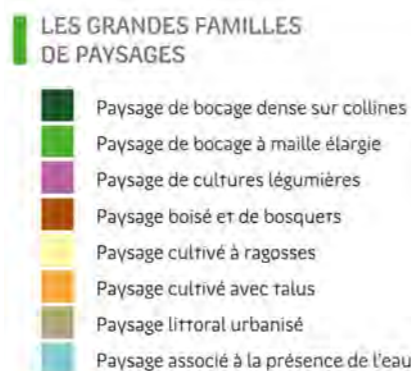 LES GRANDES FAMILLES
DE PAYSAGES
Paysage de bocage dense sur collines
Paysage de bocage à maille élargie
Paysage de cultures légumières
Paysage boisé et de bosquets
Paysage cultivé à ragosses
Paysage cultivé avec talus
Paysage littoral urbanisé
Paysage associé à la présence de l'eau